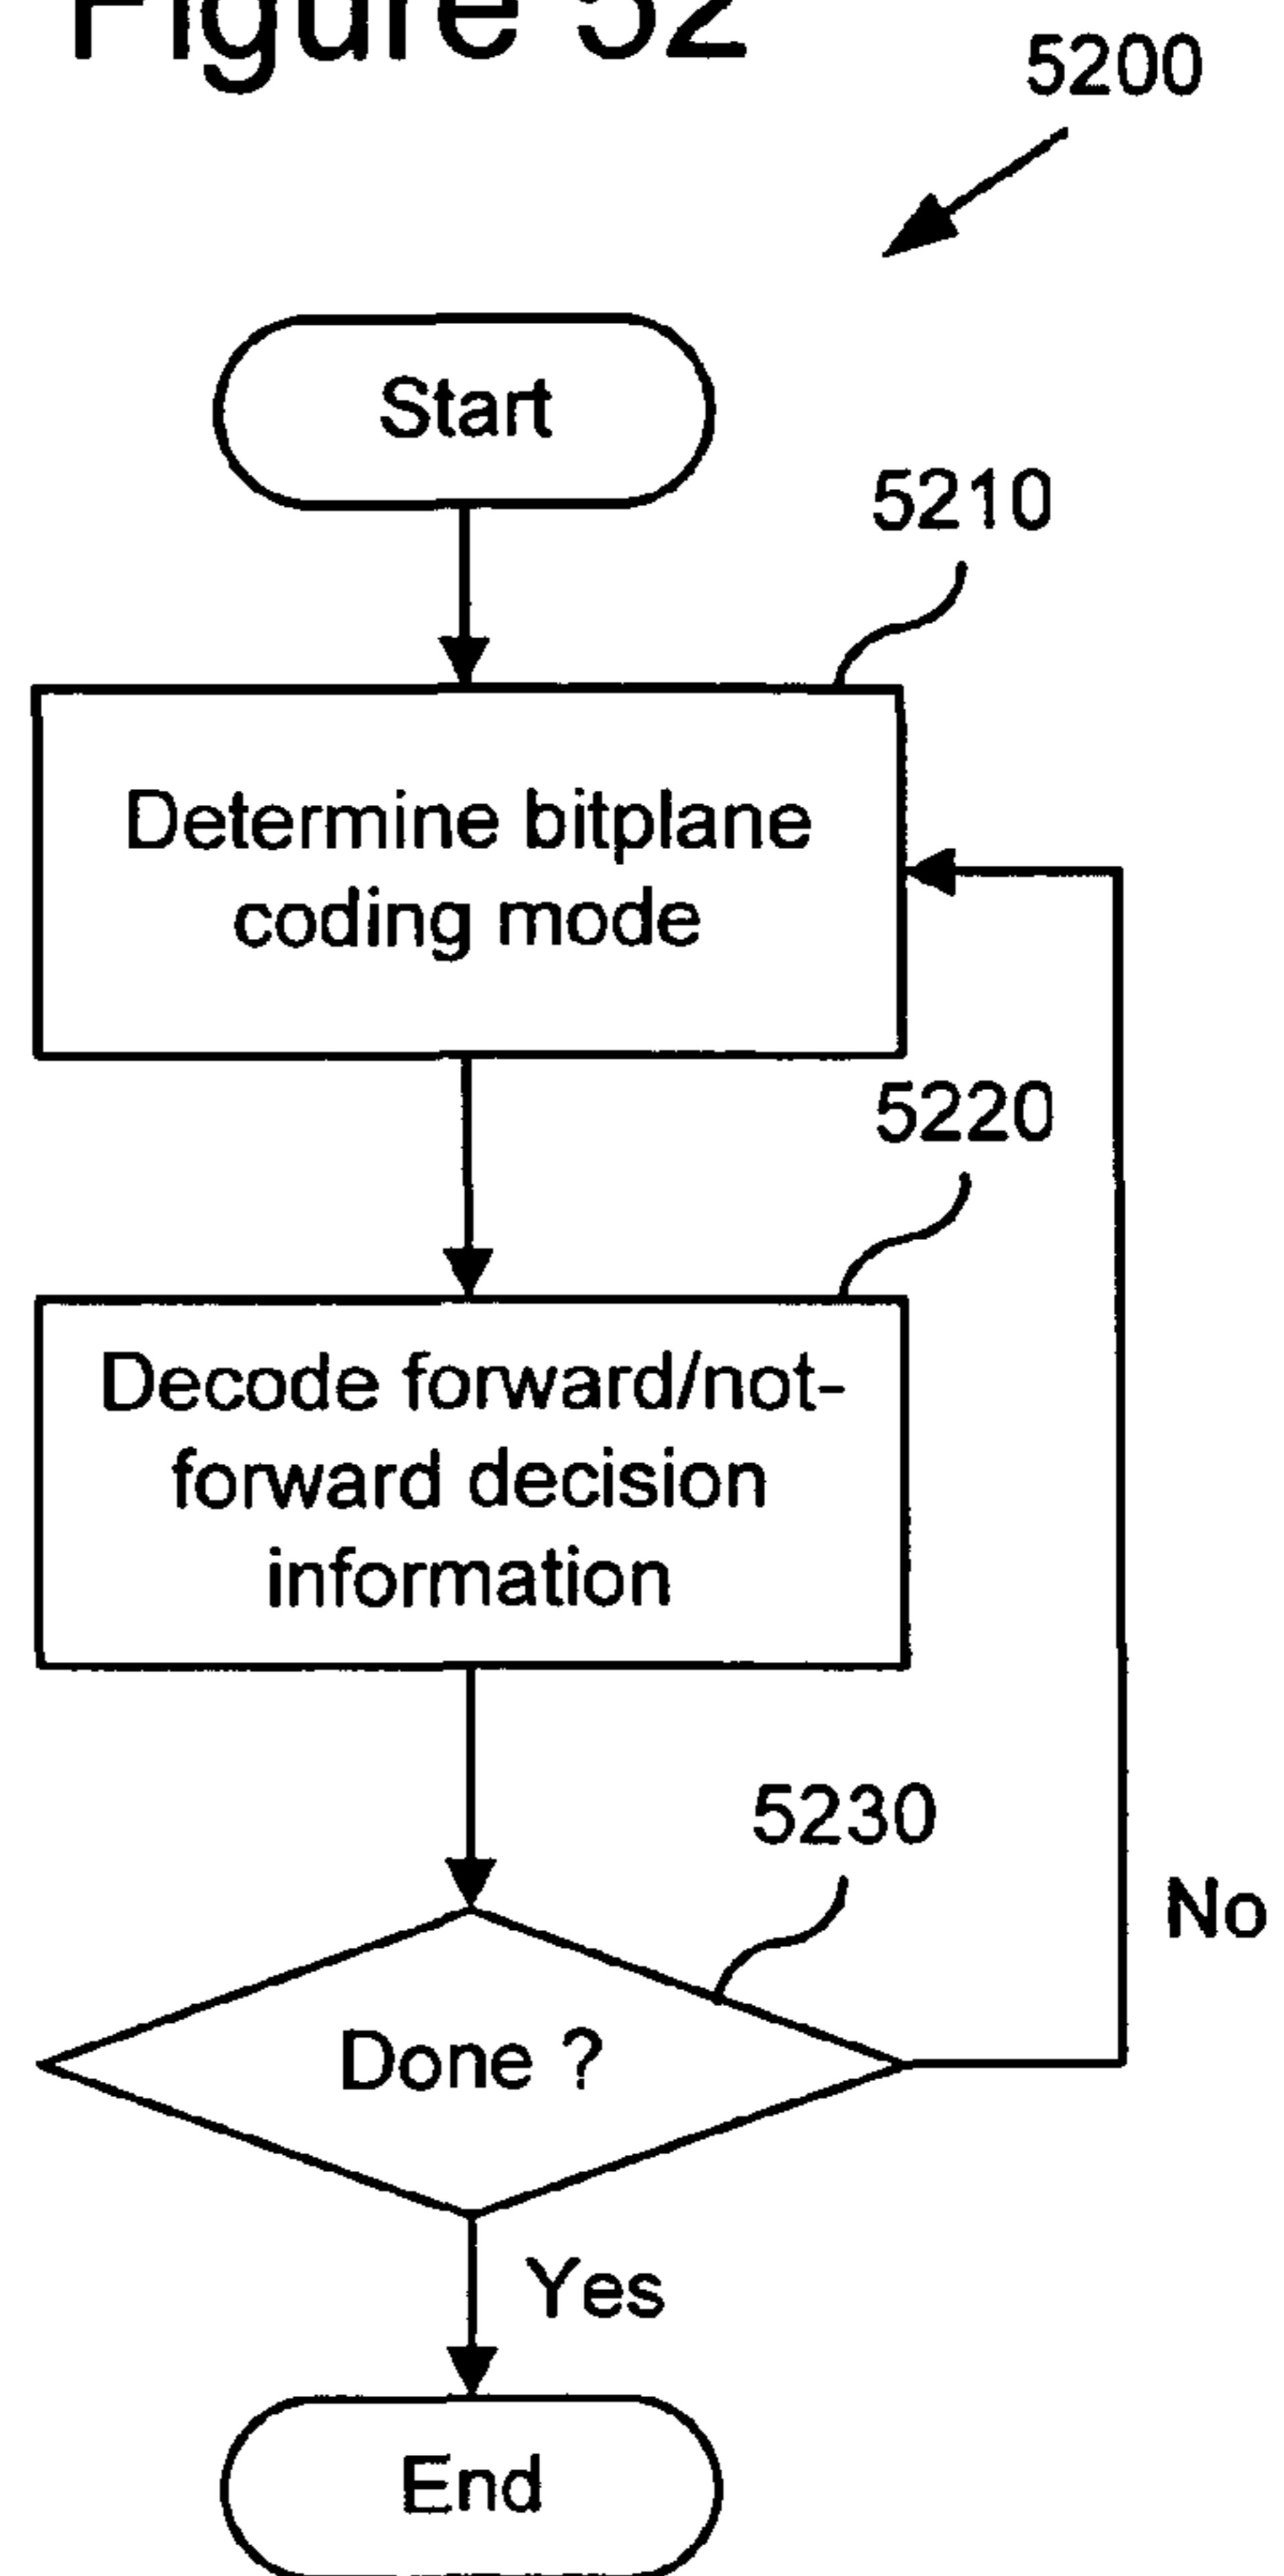 Figure 52
5200
Start
5210
Determine bitplane
coding mode
5220
Decode forward/not-
forward decision
information
5230
No
Done ?
Yes
End